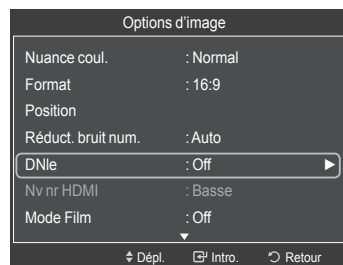 Options d'image
Nuance coul. : Normal
Format : 16:9
Position
Réduct. bruit num. : Auto
DNIe : Off
Nv nr HDMI : Basse
Mode Film : Off
Dépl. Intro. Retour